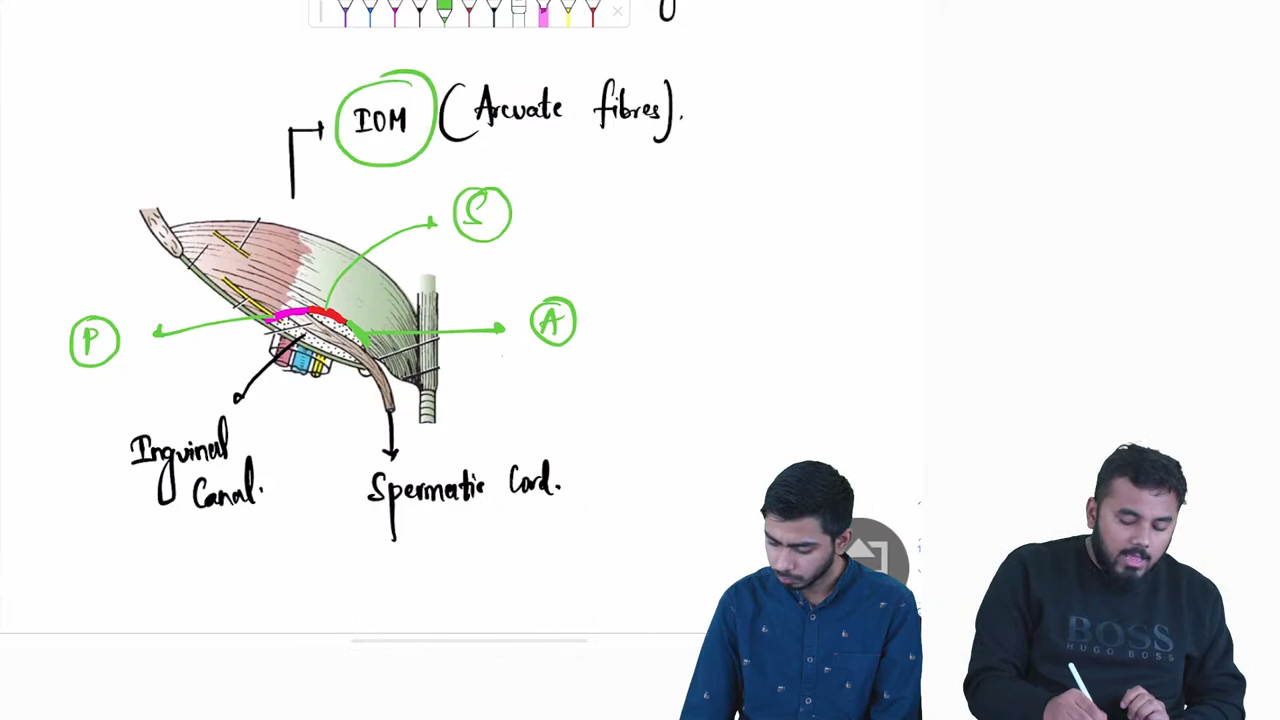 IOM (Arcuate fibres).
S
P
A
Inguinal
Canal.
Spermatic Cord.
BOSS
HUGO BOSS